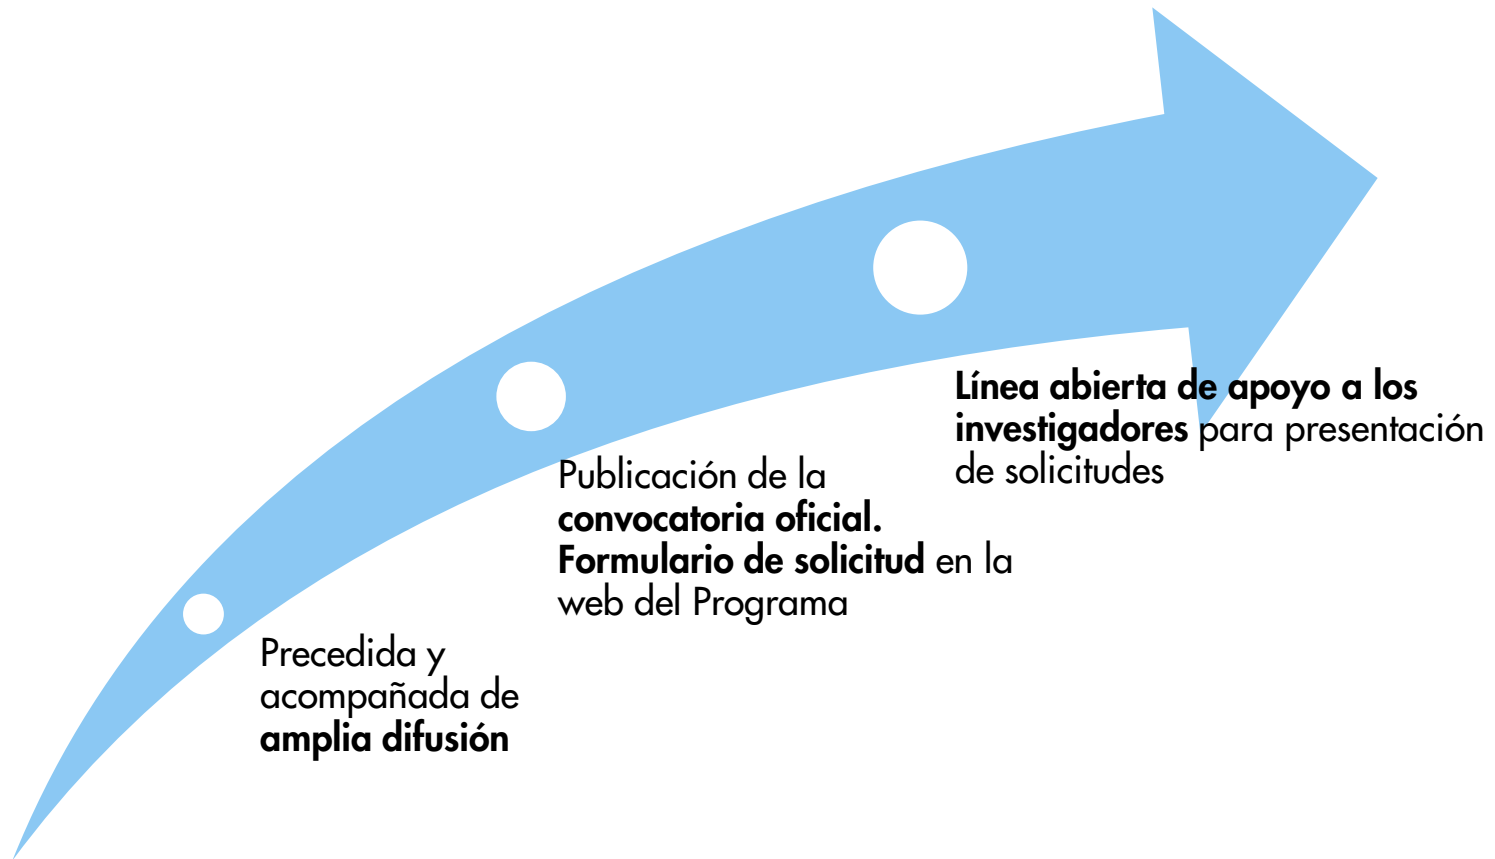 Línea abierta de apoyo a los
investigadores para presentación
de solicitudes
Publicación de la
convocatoria oficial.
Formulario de solicitud en la
web del Programa
Precedida y
acompañada de
amplia difusión